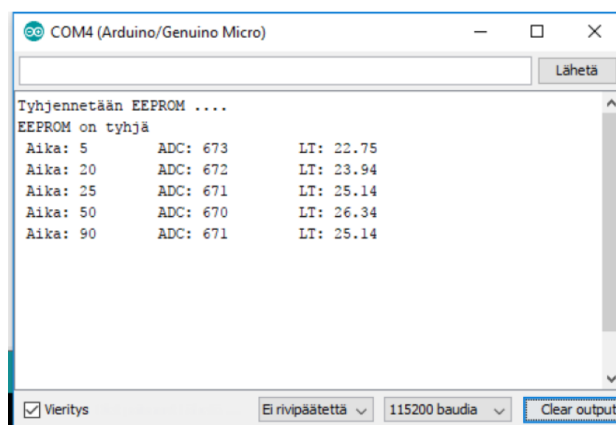 COM4 (Arduino/Genuino Micro)
Lähetä
Tyhjennetään EEPROM ....
EEPROM on tyhjä
Aika: 5 ADC: 673 LT: 22.75
Aika: 20 ADC: 672 LT: 23.94
Aika: 25 ADC: 671 LT: 25.14
Aika: 50 ADC: 670 LT: 26.34
Aika: 90 ADC: 671 LT: 25.14
Vieritys Ei rivipäätettä 115200 baudia Clear output